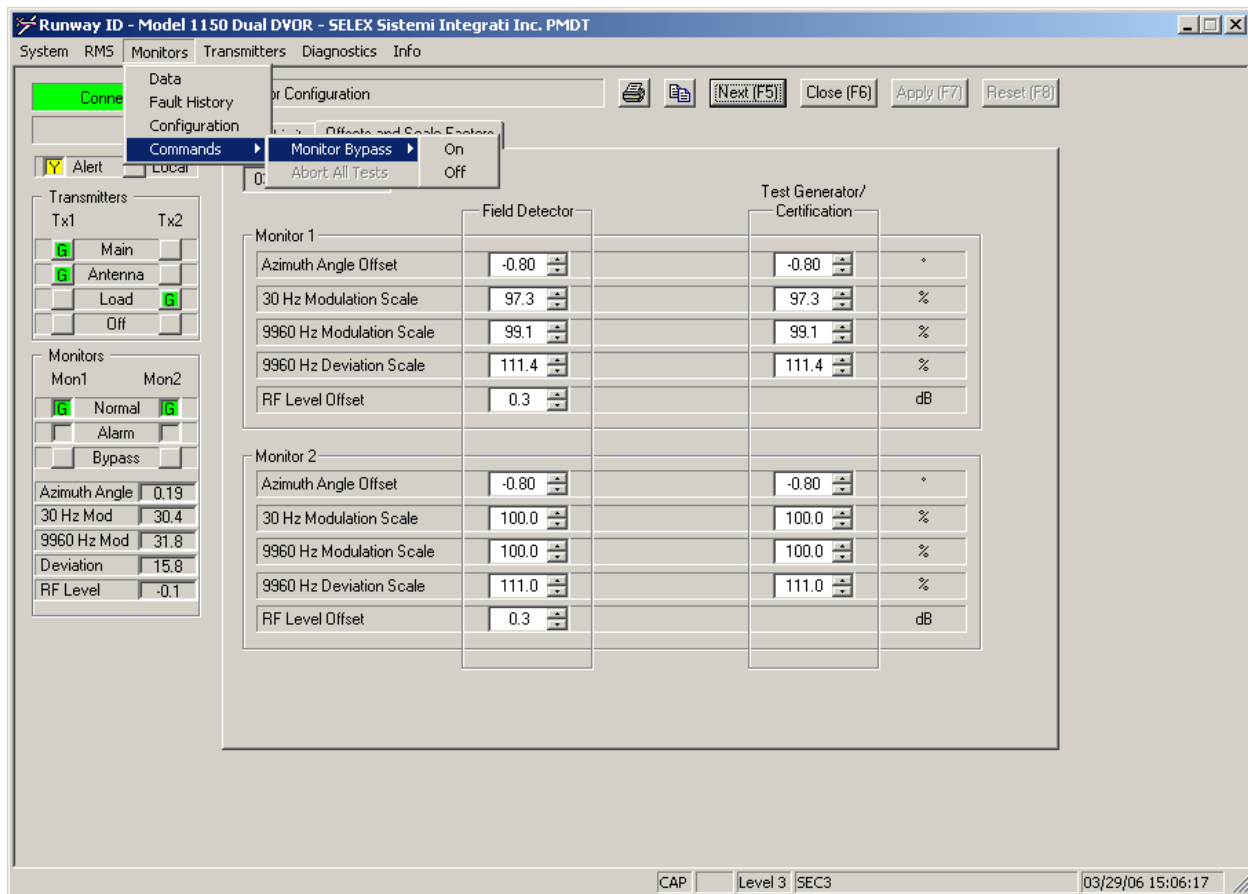 Runway ID - Model 1150 Dual DVOR - SELEX Sistemi Integrati Inc. PMDT
System RMS Monitors Transmitters Diagnostics Info
Data
Fault History
Configuration
Commands
Monitor Bypass
Abort All Tests
On
Off
Conne
or Configuration
Next (F5) Close (F6) Apply (F7) Reset (F8)
Offsets and Scale Factors
Y Alert Local
Transmitters
Tx1 Tx2
G Main
G Antenna
Load G
Off
Monitors
Mon1 Mon2
G Normal G
Alarm
Bypass
Azimuth Angle 0.19
30 Hz Mod 30.4
9960 Hz Mod 31.8
Deviation 15.8
RF Level -0.1
Field Detector
Test Generator/
Certification
Monitor 1
Azimuth Angle Offset -0.80 -0.80 °
30 Hz Modulation Scale 97.3 97.3 %
9960 Hz Modulation Scale 99.1 99.1 %
9960 Hz Deviation Scale 111.4 111.4 %
RF Level Offset 0.3 dB
Monitor 2
Azimuth Angle Offset -0.80 -0.80 °
30 Hz Modulation Scale 100.0 100.0 %
9960 Hz Modulation Scale 100.0 100.0 %
9960 Hz Deviation Scale 111.0 111.0 %
RF Level Offset 0.3 dB
CAP Level 3 SEC3 03/29/06 15:06:17